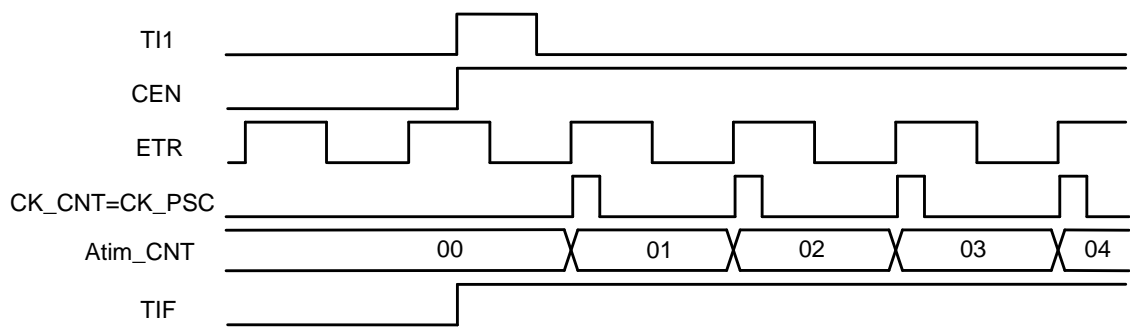 TI1
CEN
ETR
CK_CNT=CK_PSC
Atim_CNT 00 01 02 03 04
TIF